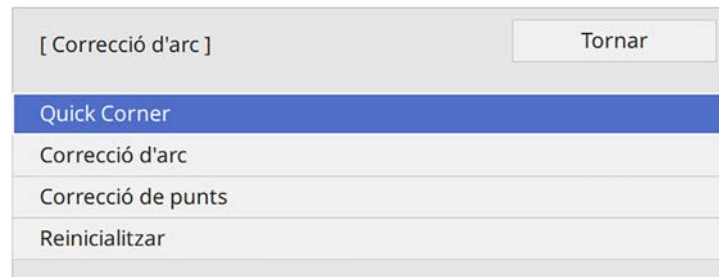 [ Correcció d'arc ]
Tornar
Quick Corner
Correcció d'arc
Correcció de punts
Reinicialitzar